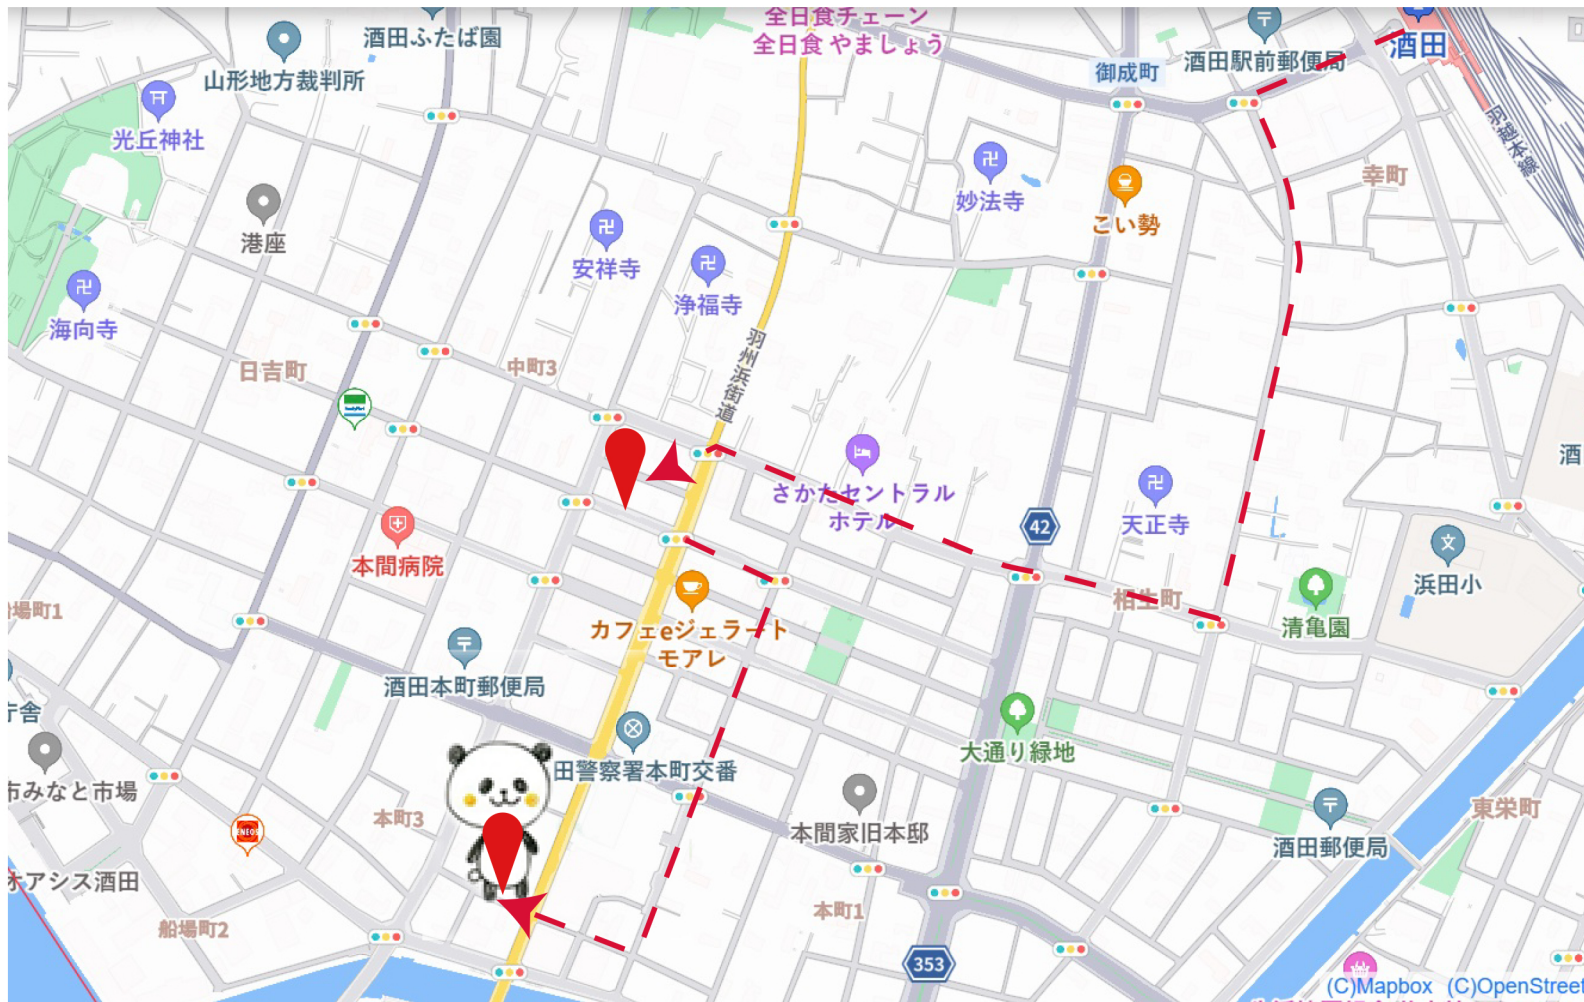 全日食チェーン
全日食 やましょう
酒田ふたば園
山形地方裁判所
御成町
酒田駅前郵便局
酒田
羽越本線
光丘神社
妙法寺
幸町
港座
こい勢
安祥寺
浄福寺
海向寺
羽州浜街道
日吉町
中町3
FamilyMart
さかたセントラル
ホテル
酒
42
天正寺
本間病院
文
浜田小
場町1
相生町
清亀園
カフェeジェラート
モアレ
酒田本町郵便局
庁舎
大通り緑地
田警察署本町交番
市みなと市場
本町3
ENEOS
本間家旧本邸
東栄町
酒田郵便局
オアシス酒田
船場町2
本町1
353
(C)Mapbox (C)OpenStreet